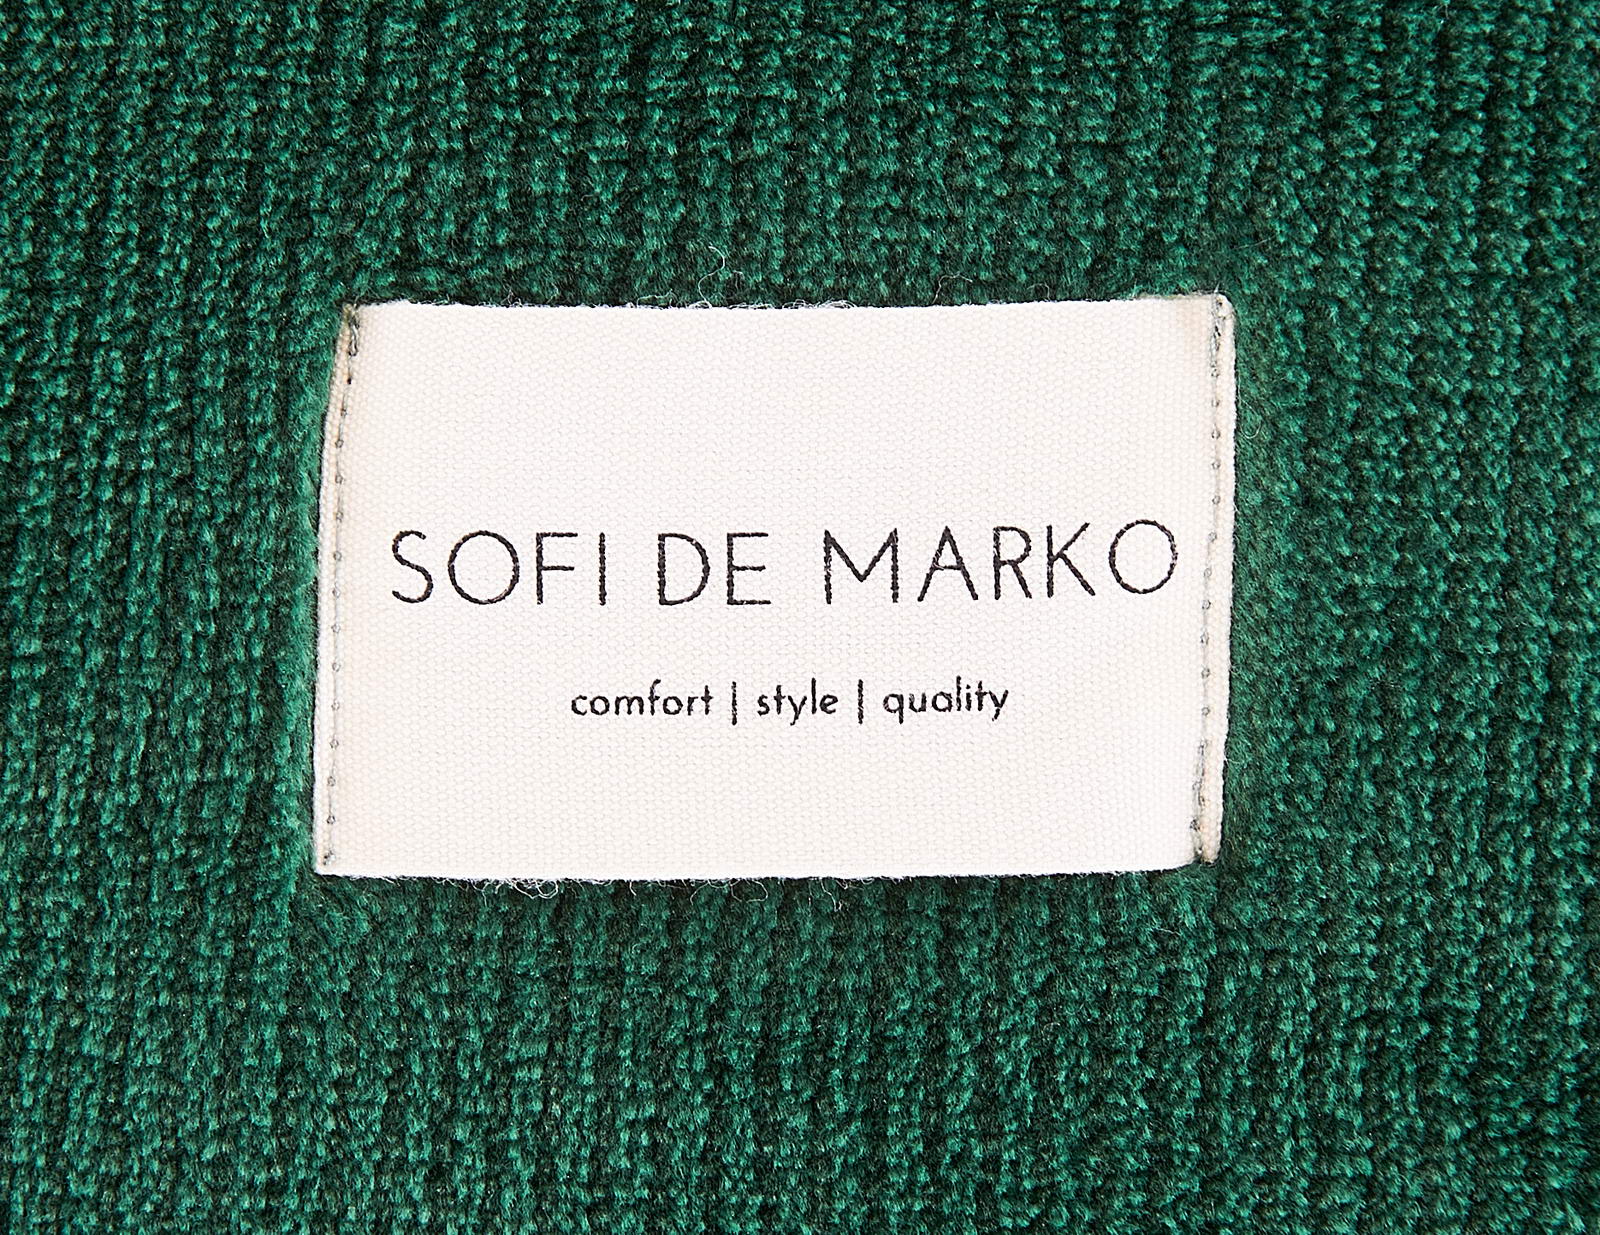 SOFI DE MARKO
comfort | style | quality